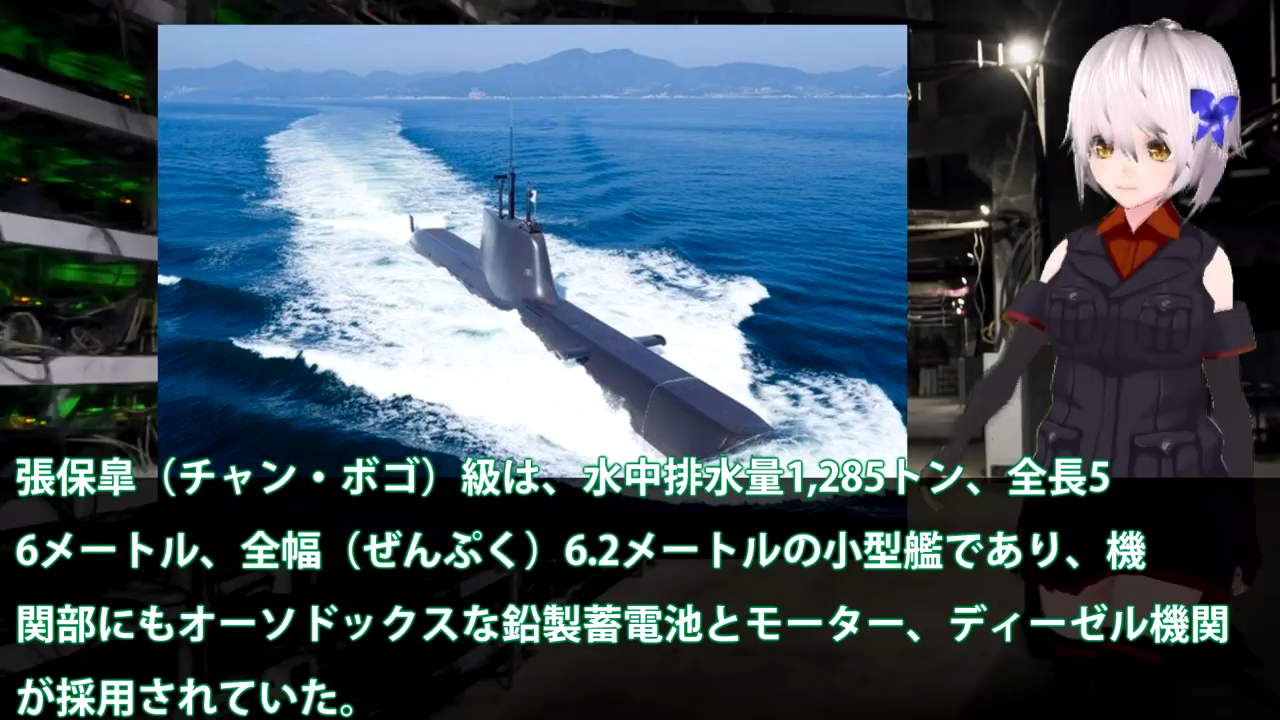 張保皐（チャン・ボゴ）級は、水中排水量1,285トン、全長5
6メートル、全幅（ぜんぷく）6.2メートルの小型艦であり、機
関部にもオーソドックスな鉛製蓄電池とモーター、ディーゼル機関
が採用されていた。